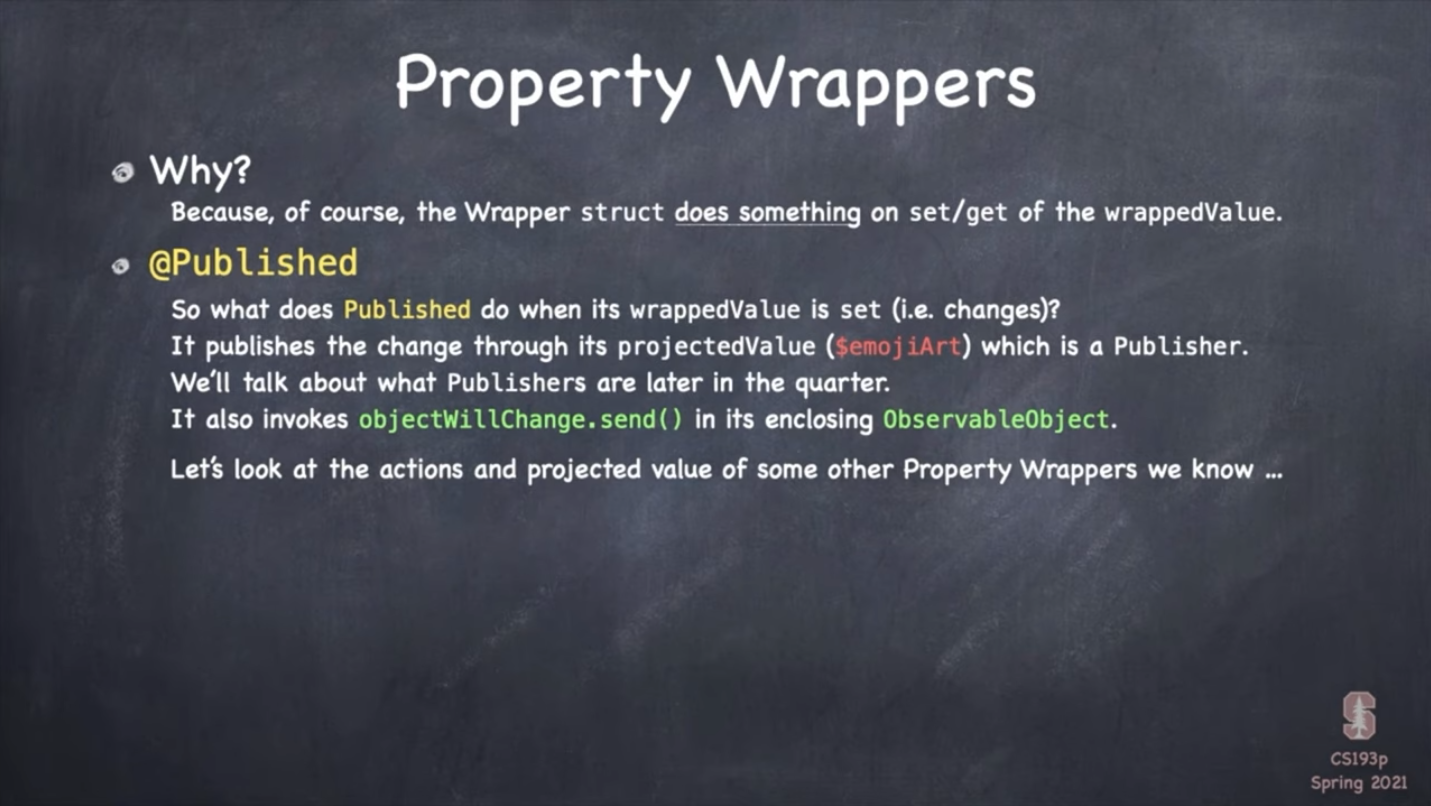 Property Wrappers
Why?
Because, of course, the Wrapper struct does something on set/get of the wrappedValue.
@Published
So what does Published do when its wrappedValue is set (i.e. changes)?
It publishes the change through its projectedValue ($emojiArt) which is a Publisher.
We'll talk about what Publishers are later in the quarter.
It also invokes objectWillChange.send() in its enclosing ObservableObject.
Let's look at the actions and projected value of some other Property Wrappers we know ...
S
CS193p
Spring 2021